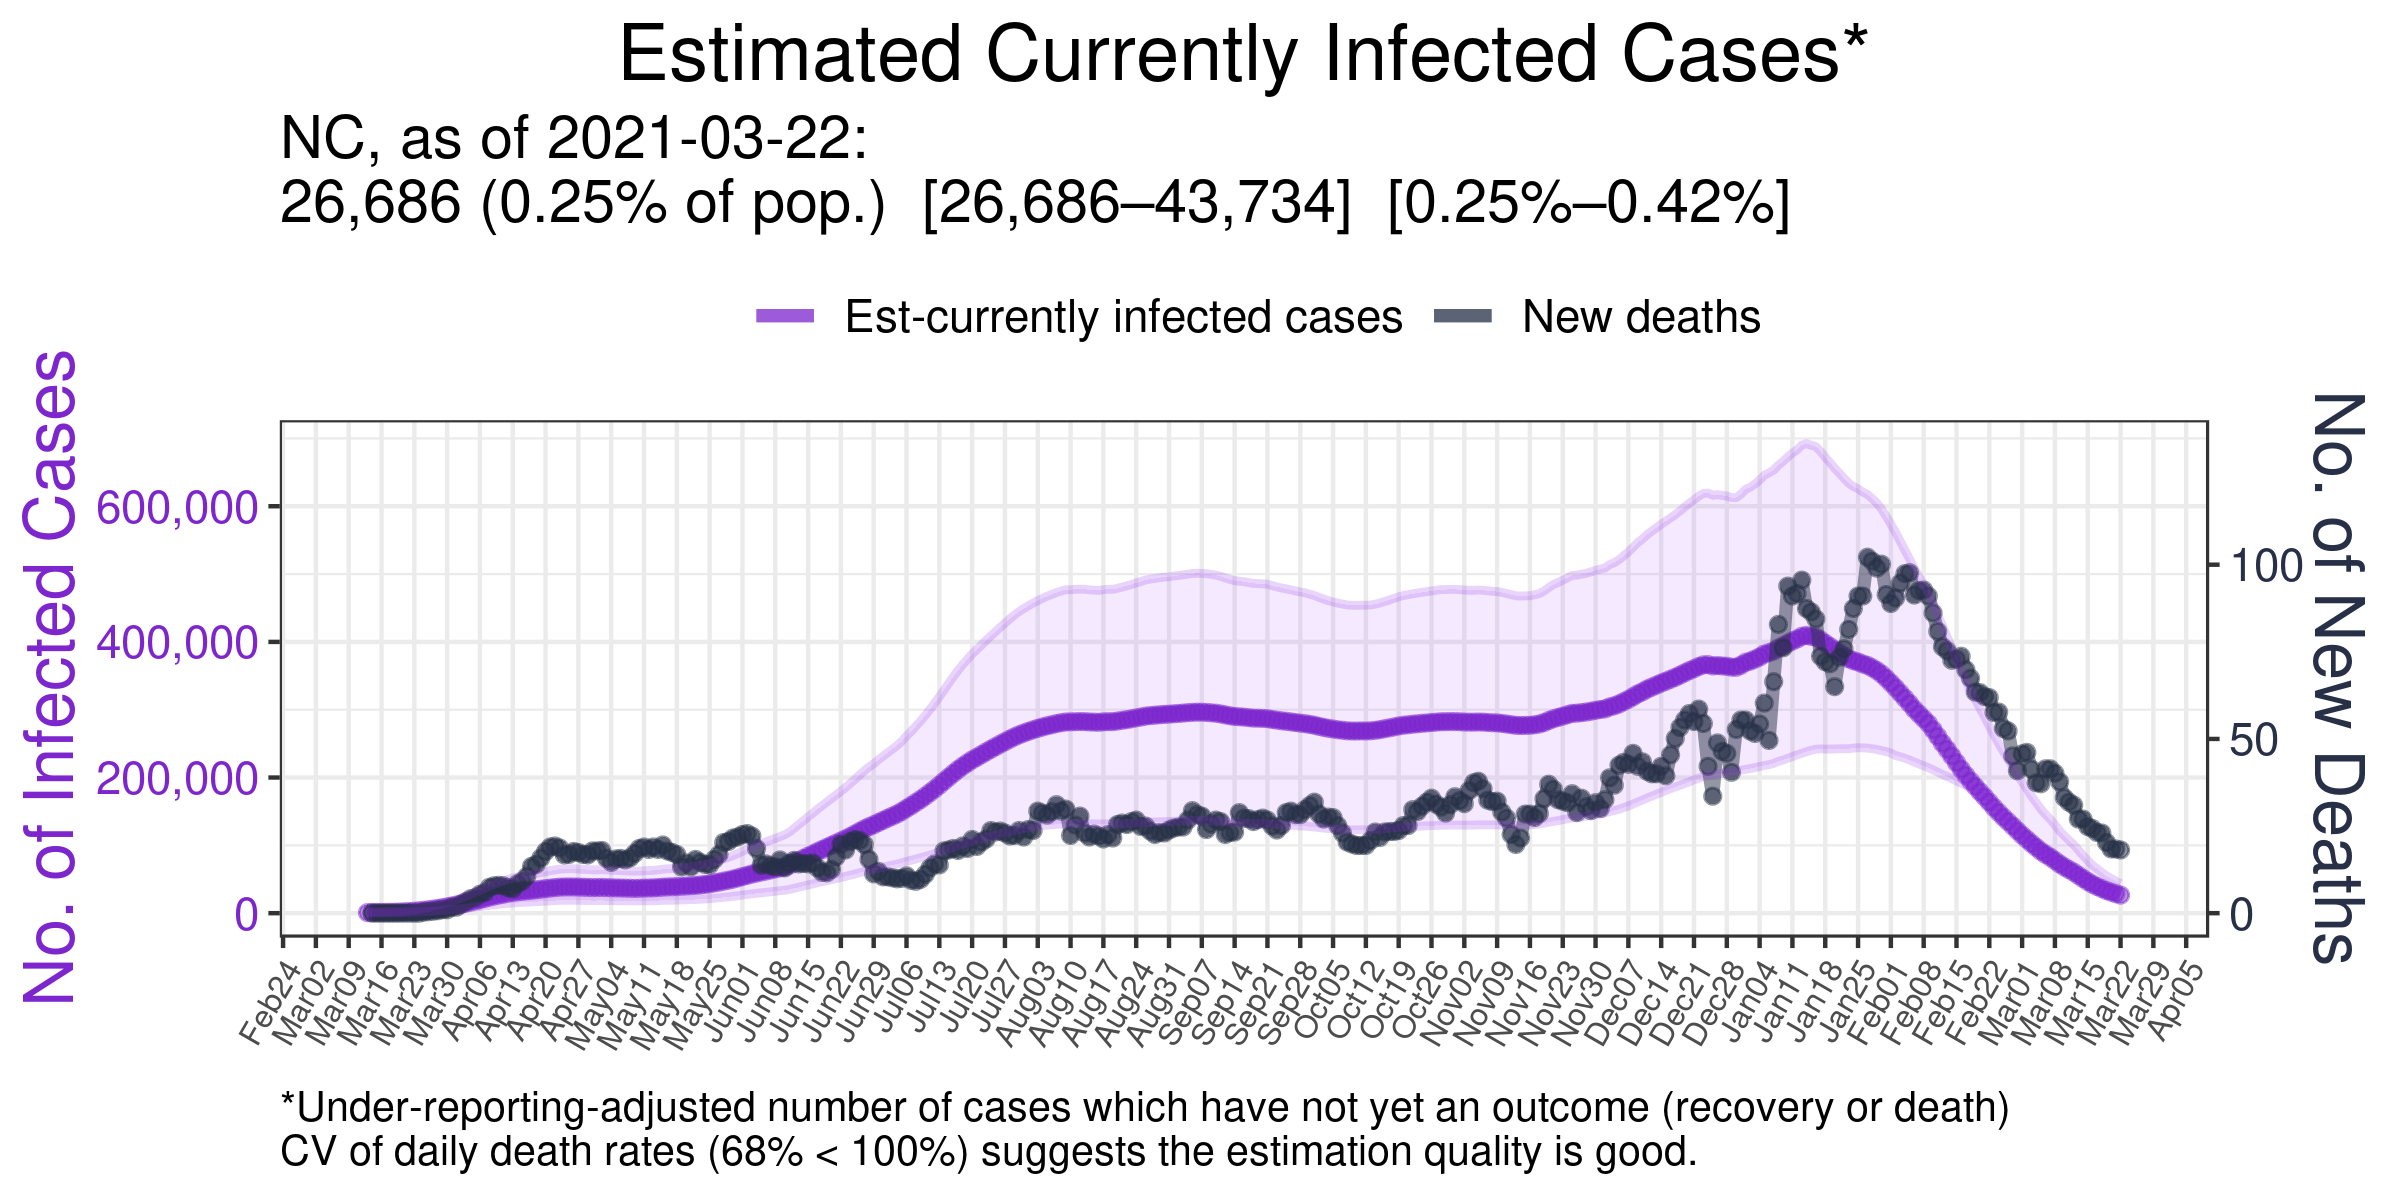 Estimated Currently Infected Cases*
NC, as of 2021-03-22:
26,686 (0.25% of pop.)  [26,686–43,734]  [0.25%–0.42%]
Est-currently infected cases
New deaths
No. of Infected Cases
600,000
400,000
200,000
0
No. of New Deaths
100
50
0
Feb24
Mar02
Mar09
Mar16
Mar23
Mar30
Apr06
Apr13
Apr20
Apr27
May04
May11
May18
May25
Jun01
Jun08
Jun15
Jun22
Jun29
Jul06
Jul13
Jul20
Jul27
Aug03
Aug10
Aug17
Aug24
Aug31
Sep07
Sep14
Sep21
Sep28
Oct05
Oct12
Oct19
Oct26
Nov02
Nov09
Nov16
Nov23
Nov30
Dec07
Dec14
Dec21
Dec28
Jan04
Jan11
Jan18
Jan25
Feb01
Feb08
Feb15
Feb22
Mar01
Mar08
Mar15
Mar22
Mar29
Apr05
*Under-reporting-adjusted number of cases which have not yet an outcome (recovery or death)
CV of daily death rates (68% < 100%) suggests the estimation quality is good.